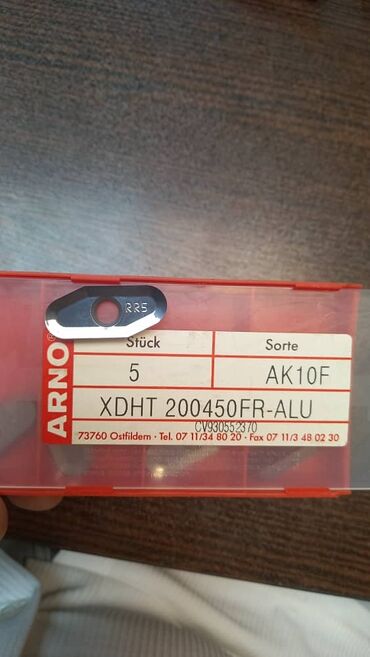 RR5
ARNO®
Stück Sorte
5 AK10F
XDHT 200450FR-ALU
CV930552370
73760 Ostfildern • Tel. 07 11/34 80 20 • Fax 07 11/3 48 02 30